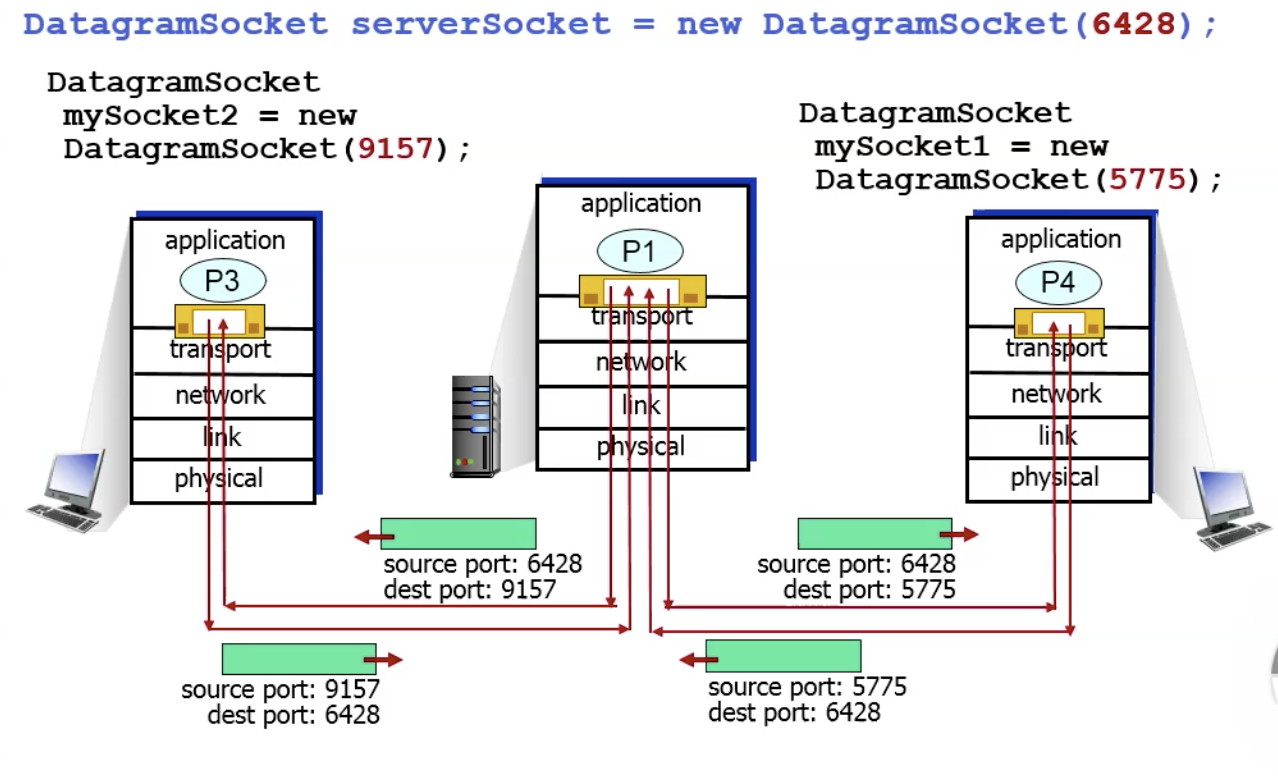 DatagramSocket serverSocket = new DatagramSocket(6428);
DatagramSocket
mySocket2 = new
DatagramSocket(9157);
DatagramSocket
mySocket1 = new
DatagramSocket(5775);
application
P3
transport
network
link
physical
application
P1
transport
network
link
physical
application
P4
transport
network
link
physical
source port: 6428
dest port: 9157
source port: 6428
dest port: 5775
source port: 9157
dest port: 6428
source port: 5775
dest port: 6428